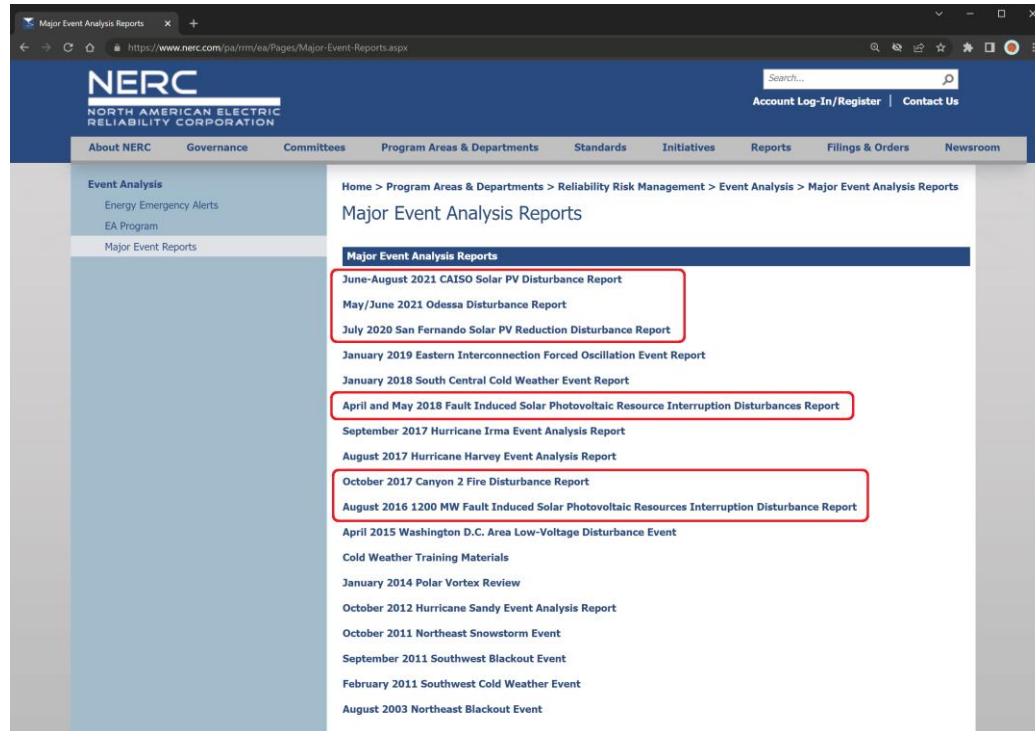 Major Event Analysis Reports
https://www.nerc.com/pa/rrm/ea/Pages/Major-Event-Reports.aspx
NERC
NORTH AMERICAN ELECTRIC
RELIABILITY CORPORATION
Search...
Account Log-In/Register | Contact Us
About NERC Governance Committees Program Areas & Departments Standards Initiatives Reports Filings & Orders Newsroom
Event Analysis
Energy Emergency Alerts
EA Program
Major Event Reports
Home > Program Areas & Departments > Reliability Risk Management > Event Analysis > Major Event Analysis Reports
Major Event Analysis Reports
Major Event Analysis Reports
June-August 2021 CAISO Solar PV Disturbance Report
May/June 2021 Odessa Disturbance Report
July 2020 San Fernando Solar PV Reduction Disturbance Report
January 2019 Eastern Interconnection Forced Oscillation Event Report
January 2018 South Central Cold Weather Event Report
April and May 2018 Fault Induced Solar Photovoltaic Resource Interruption Disturbances Report
September 2017 Hurricane Irma Event Analysis Report
August 2017 Hurricane Harvey Event Analysis Report
October 2017 Canyon 2 Fire Disturbance Report
August 2016 1200 MW Fault Induced Solar Photovoltaic Resources Interruption Disturbance Report
April 2015 Washington D.C. Area Low-Voltage Disturbance Event
Cold Weather Training Materials
January 2014 Polar Vortex Review
October 2012 Hurricane Sandy Event Analysis Report
October 2011 Northeast Snowstorm Event
September 2011 Southwest Blackout Event
February 2011 Southwest Cold Weather Event
August 2003 Northeast Blackout Event